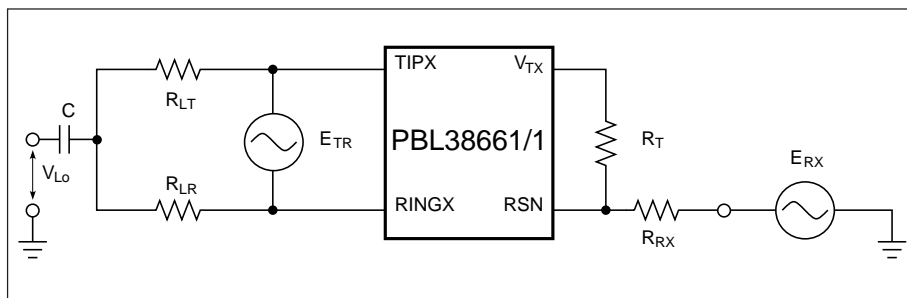 TIPX
V_TX
R_LT
C
E_TR
PBL38661/1
R_T
V_Lo
E_RX
R_LR
RINGX
RSN
R_RX